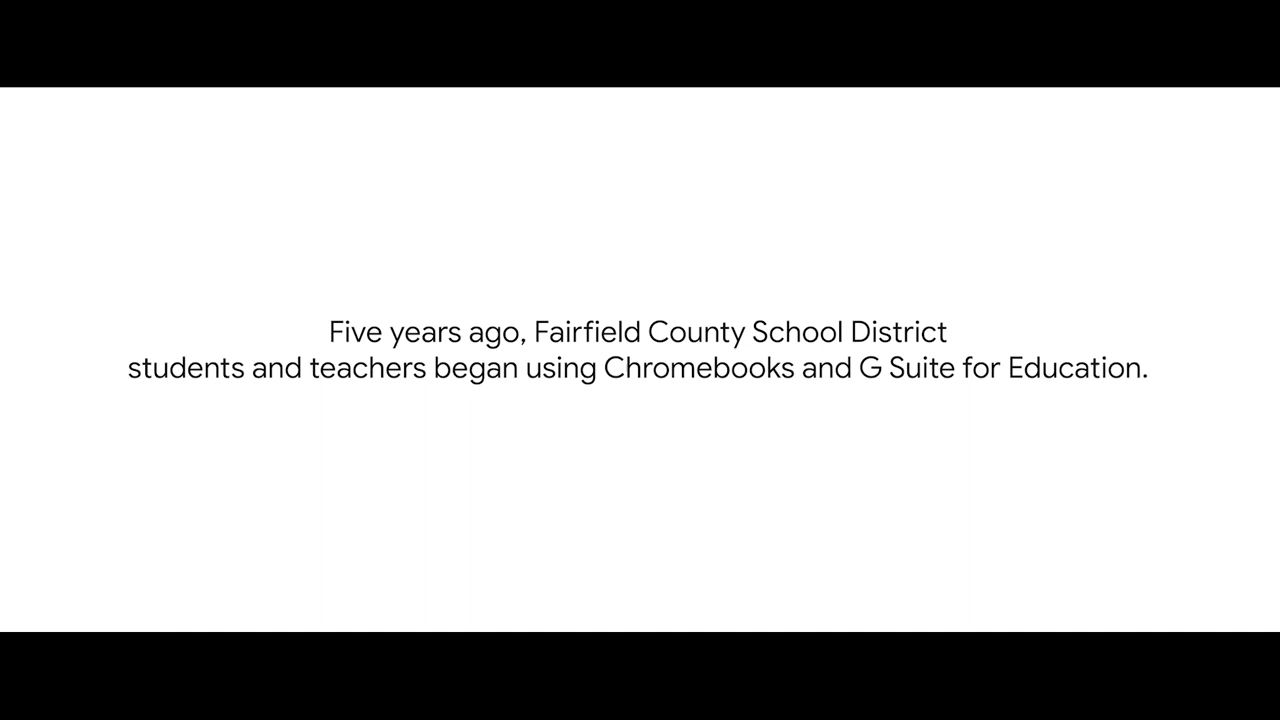 Five years ago, Fairfield County School District
students and teachers began using Chromebooks and G Suite for Education.